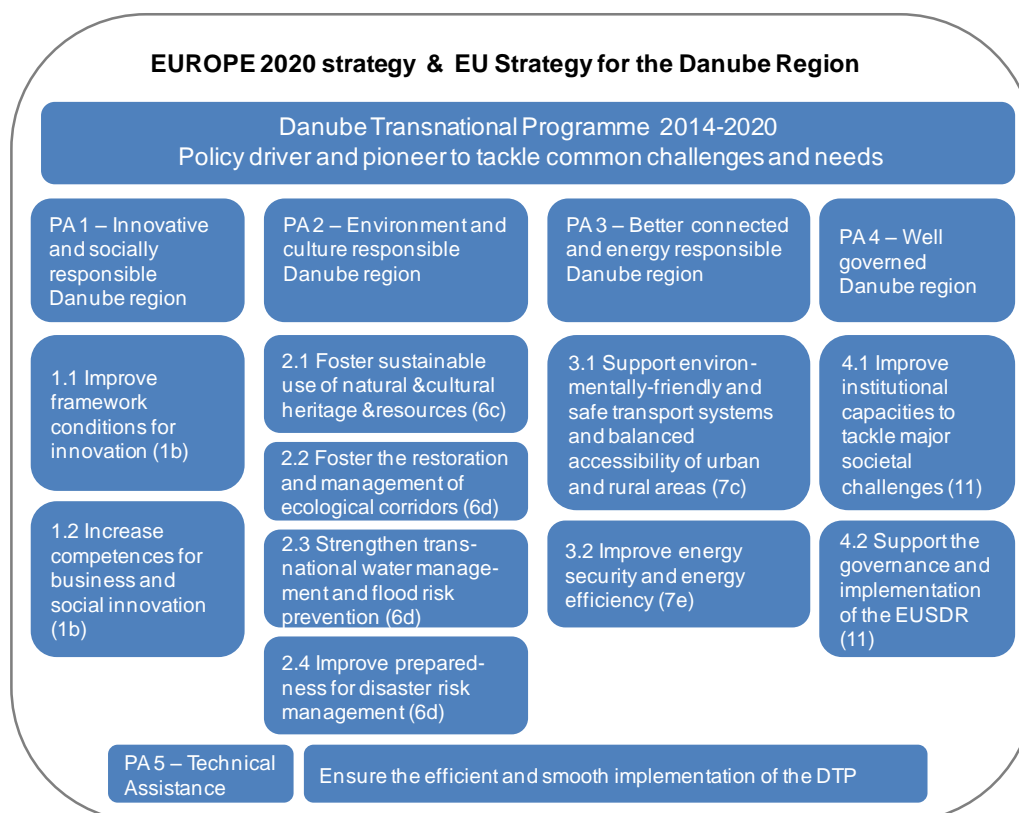 EUROPE 2020 strategy & EU Strategy for the Danube Region
Danube Transnational Programme 2014-2020
Policy driver and pioneer to tackle common challenges and needs
PA 1 – Innovative
and socially
responsible
Danube region
PA 2 – Environment and
culture responsible
Danube region
PA 3 – Better connected
and energy responsible
Danube region
PA 4 – Well
governed
Danube region
1.1 Improve
framework
conditions for
innovation (1b)
1.2 Increase
competences for
business and
social innovation
(1b)
2.1 Foster sustainable
use of natural &cultural
heritage &resources (6c)
2.2 Foster the restoration
and management of
ecological corridors (6d)
2.3 Strengthen trans-
national water manage-
ment and flood risk
prevention (6d)
2.4 Improve prepared-
ness for disaster risk
management (6d)
3.1 Support environ-
mentally-friendly and
safe transport systems
and balanced
accessibility of urban
and rural areas (7c)
3.2 Improve energy
security and energy
efficiency (7e)
4.1 Improve
institutional
capacities to
tackle major
societal
challenges (11)
4.2 Support the
governance and
implementation
of the EUSDR
(11)
PA 5 – Technical
Assistance
Ensure the efficient and smooth implementation of the DTP